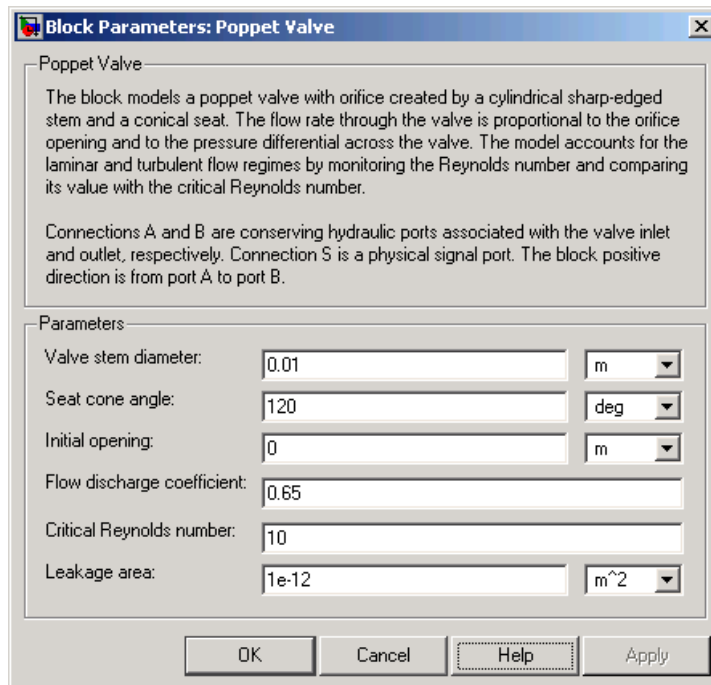 Block Parameters: Poppet Valve
Poppet Valve
The block models a poppet valve with orifice created by a cylindrical sharp-edged
stem and a conical seat. The flow rate through the valve is proportional to the orifice
opening and to the pressure differential across the valve. The model accounts for the
laminar and turbulent flow regimes by monitoring the Reynolds number and comparing
its value with the critical Reynolds number.
Connections A and B are conserving hydraulic ports associated with the valve inlet
and outlet, respectively. Connection S is a physical signal port. The block positive
direction is from port A to port B.
Parameters
Valve stem diameter: 0.01 m
Seat cone angle: 120 deg
Initial opening: 0 m
Flow discharge coefficient: 0.65
Critical Reynolds number: 10
Leakage area: 1e-12 m^2
OK Cancel Help Apply